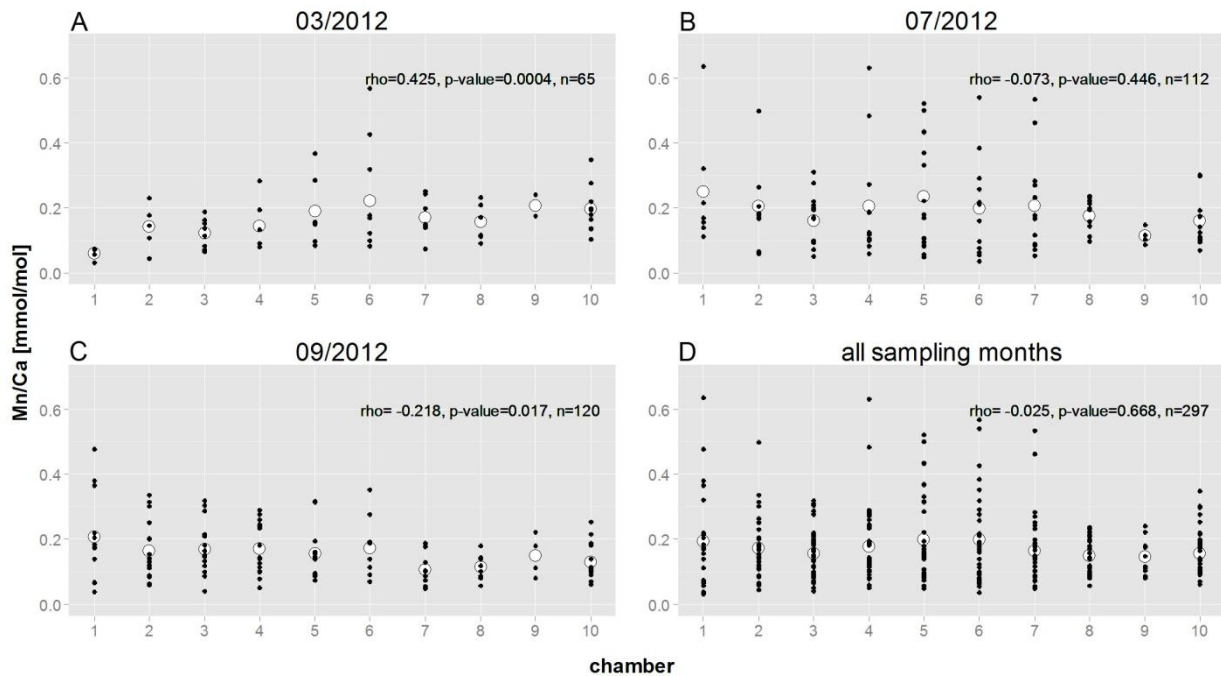 A 03/2012
rho=0.425, p-value=0.0004, n=65
0.6
0.4
0.2
0.0
1 2 3 4 5 6 7 8 9 10
B 07/2012
rho= -0.073, p-value=0.446, n=112
0.6
0.4
0.2
0.0
1 2 3 4 5 6 7 8 9 10
Mn/Ca [mmol/mol]
C 09/2012
rho= -0.218, p-value=0.017, n=120
0.6
0.4
0.2
0.0
1 2 3 4 5 6 7 8 9 10
D all sampling months
rho= -0.025, p-value=0.668, n=297
0.6
0.4
0.2
0.0
1 2 3 4 5 6 7 8 9 10
chamber